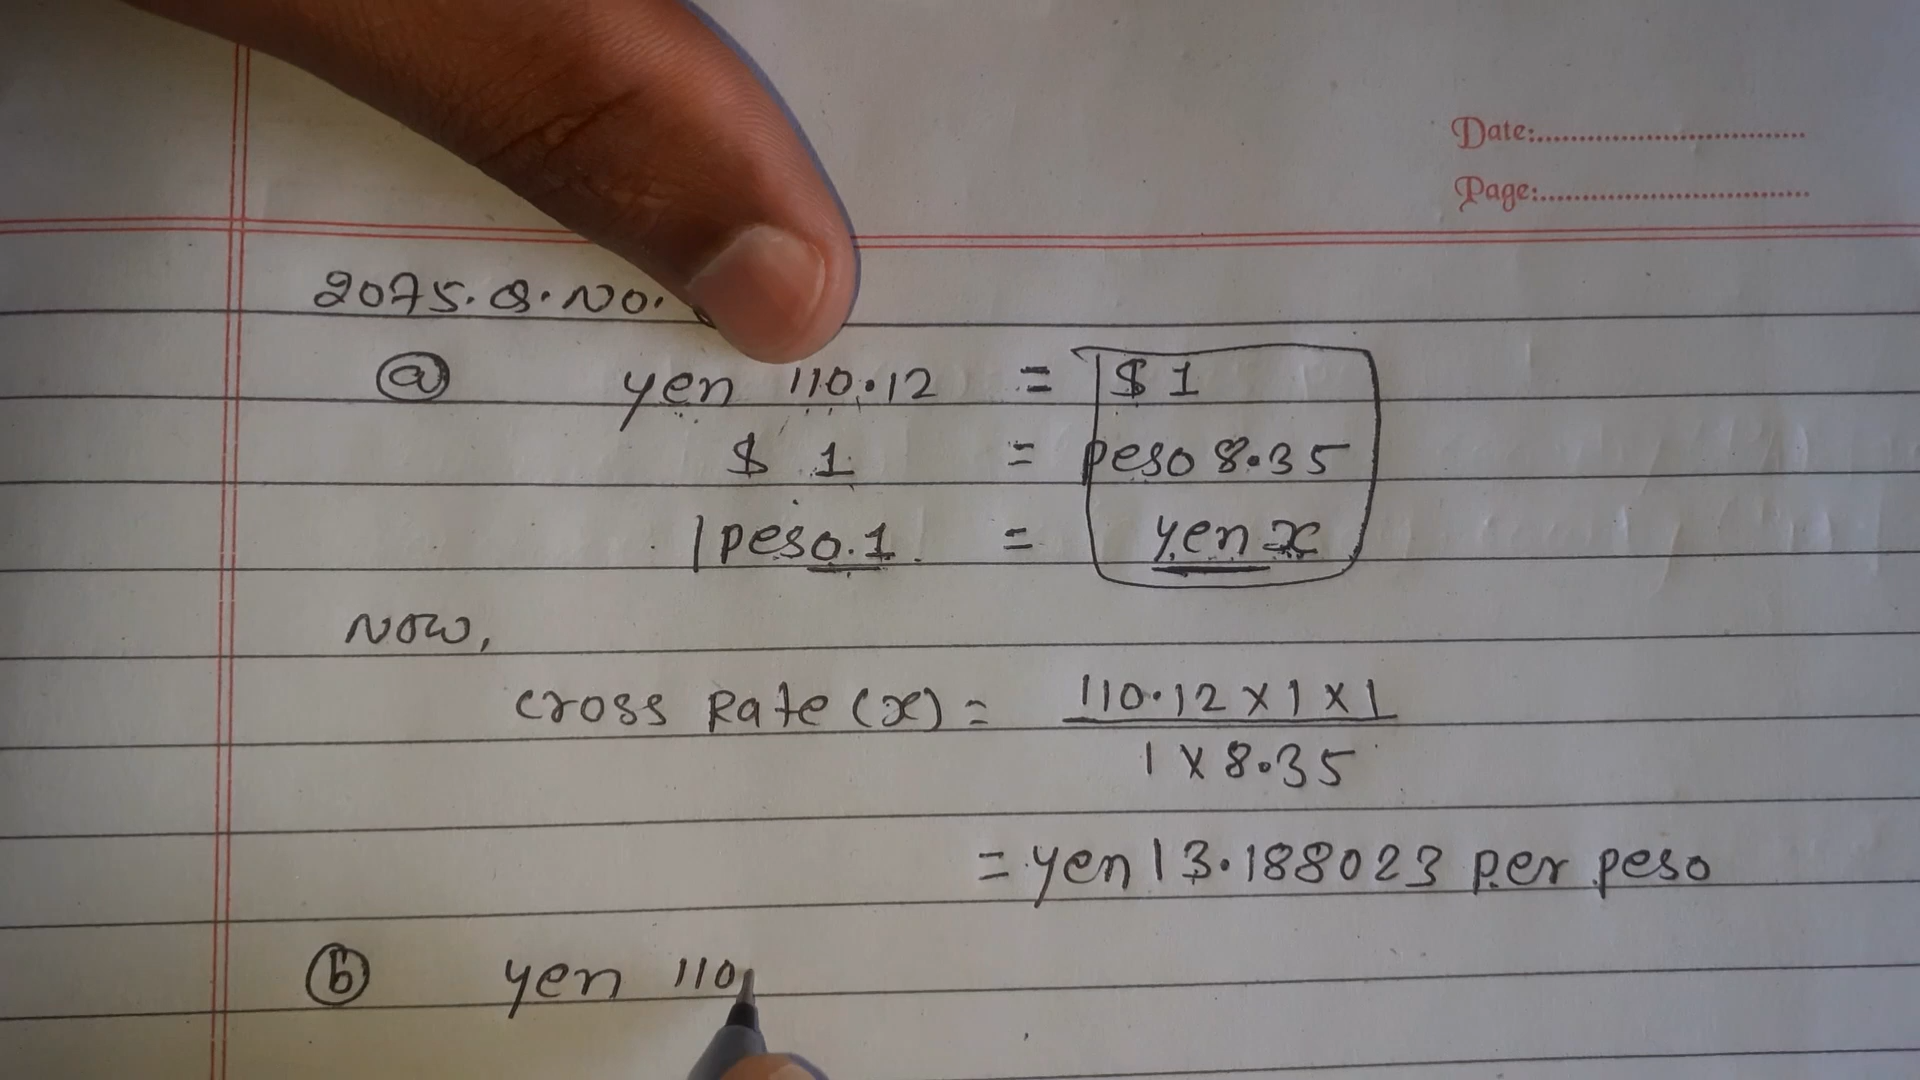 Date:
Page:
2075. Q. NO.
(a) yen 110.12 = $ 1
$ 1 = peso 8.35
peso.1 = yen x
NOW,
cross Rate (x) = 110.12 x 1 x 1
1 x 8.35
= yen 13.188023 per peso
(b) yen 110